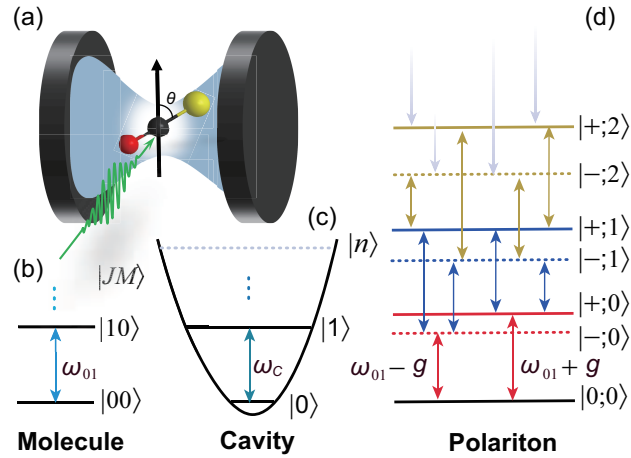 (a)
(d)
θ
|+;2⟩
|−;2⟩
(c)
|+;1⟩
|n⟩
|−;1⟩
(b)
|JM⟩
|+;0⟩
|10⟩
|1⟩
|−;0⟩
ω₀₁
ω_C
ω₀₁− g
ω₀₁+ g
|00⟩
|0⟩
|0;0⟩
Molecule
Cavity
Polariton